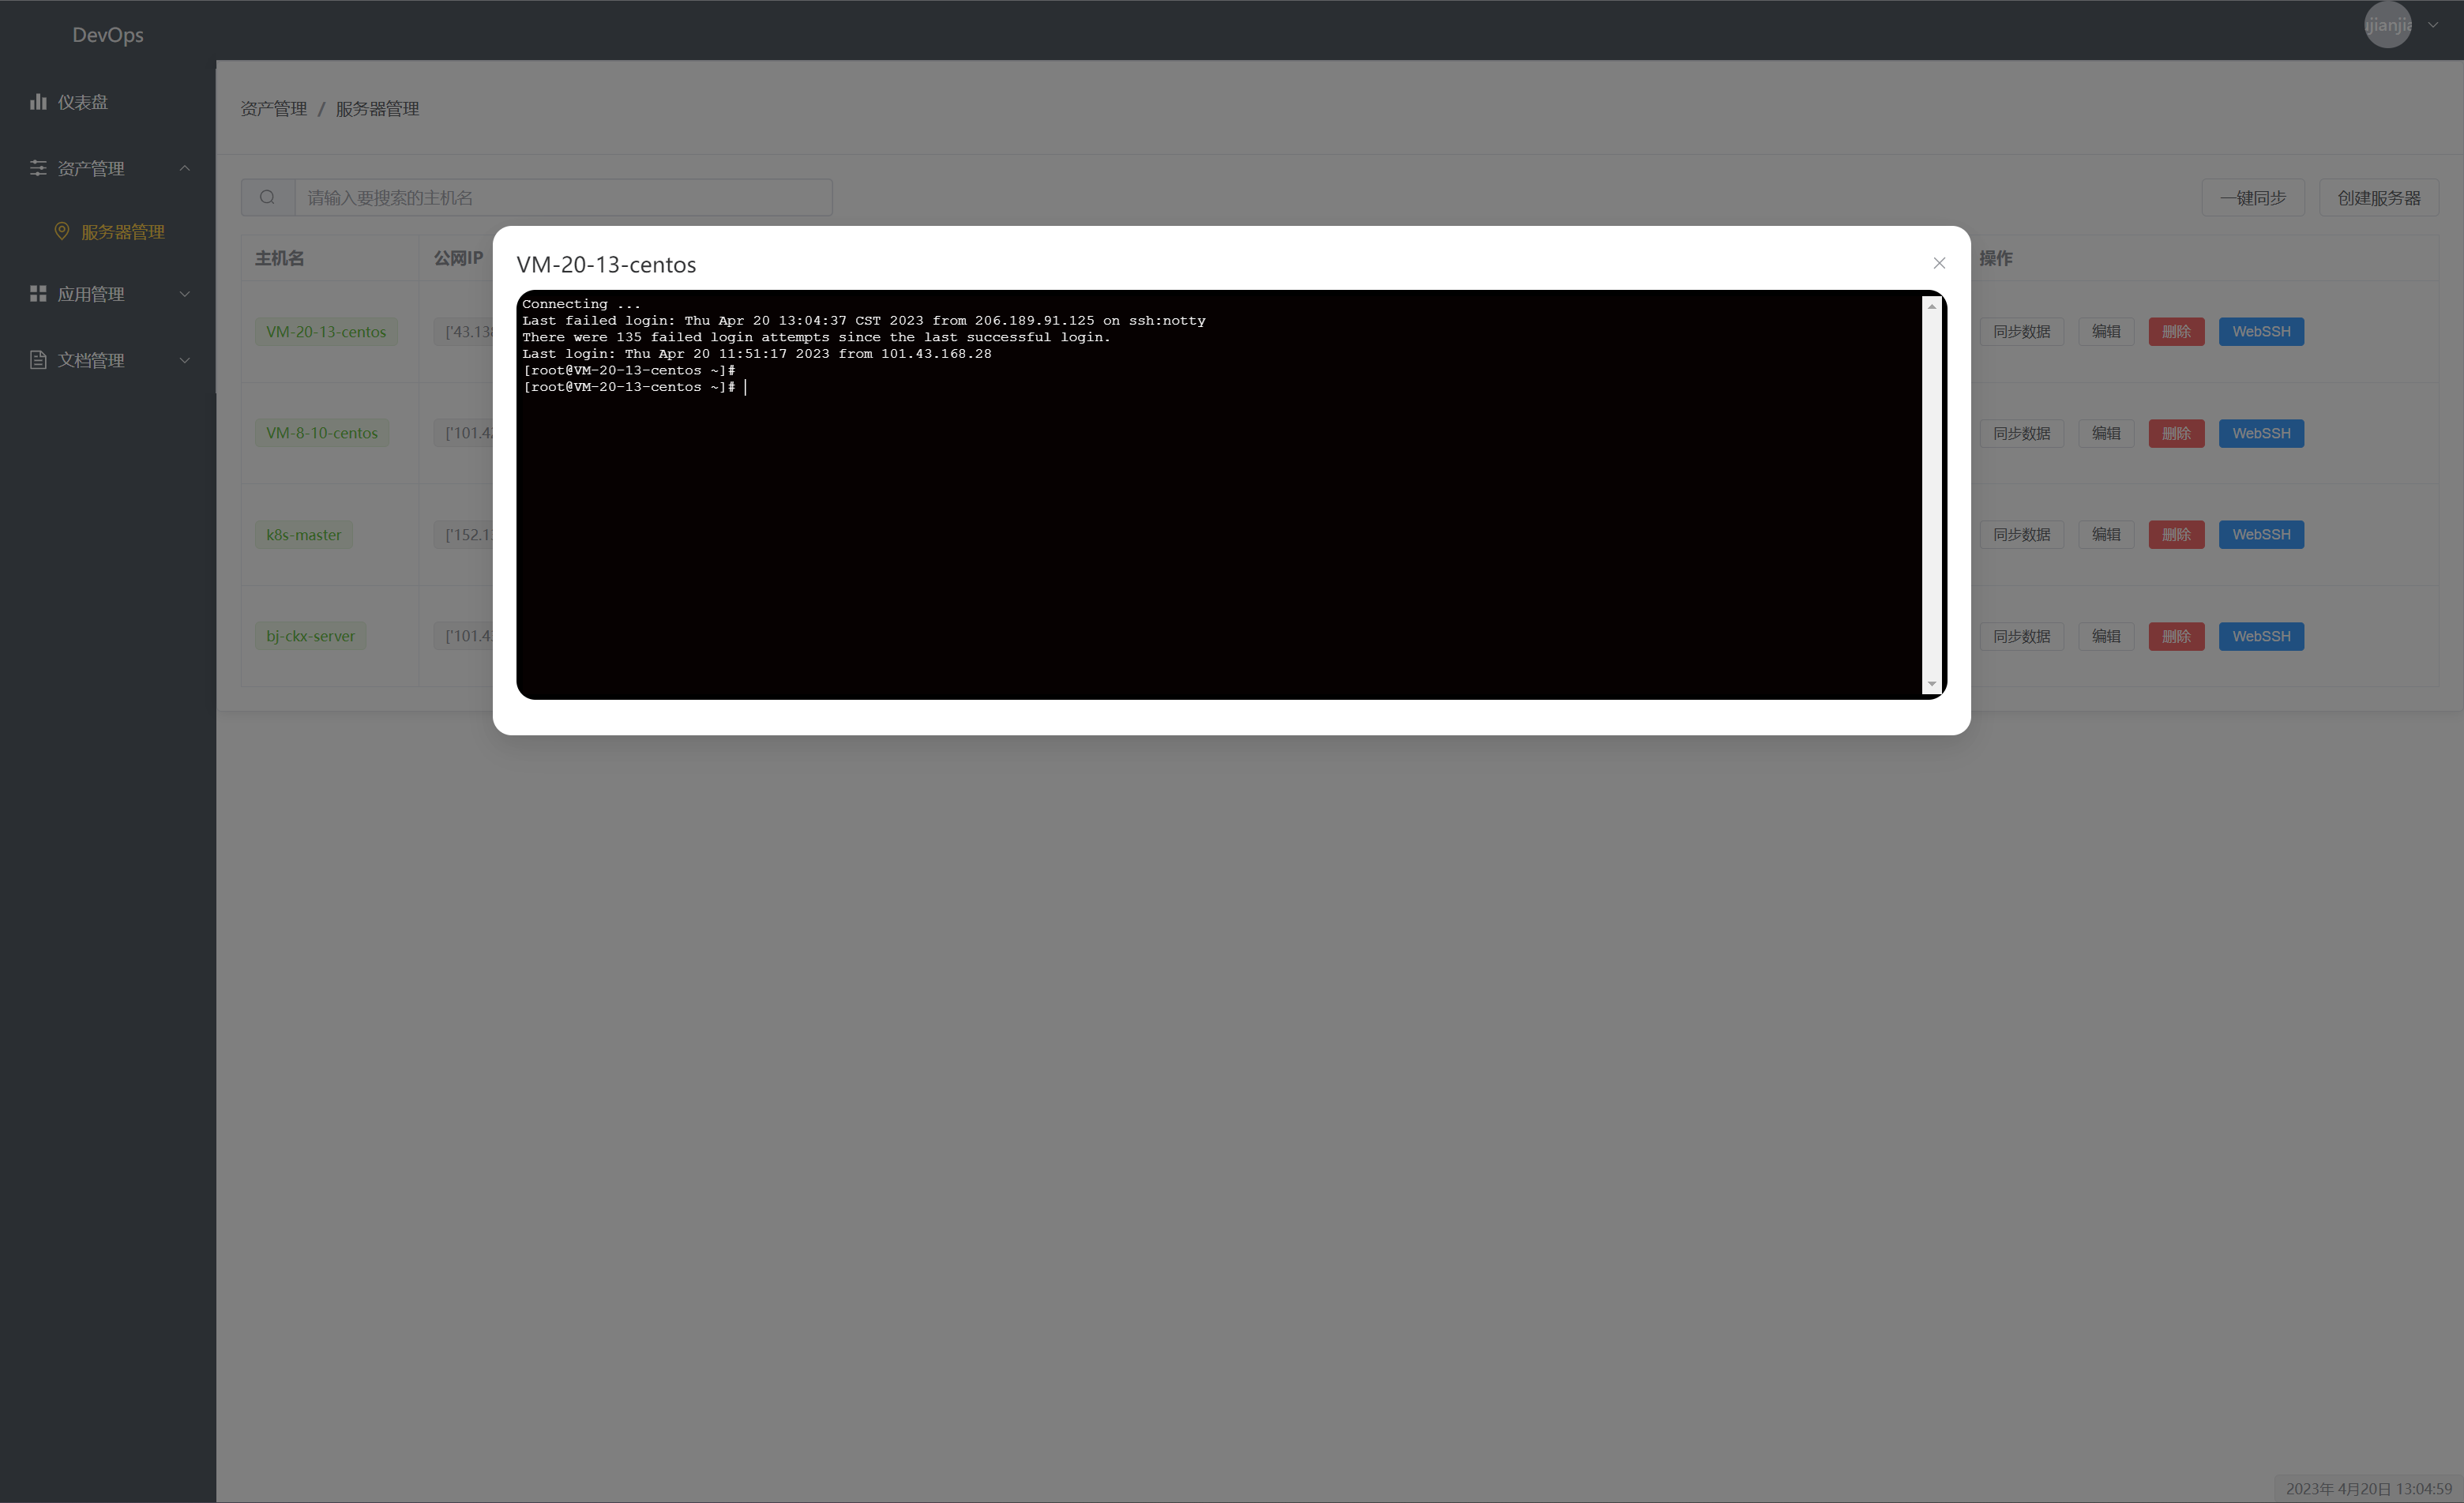 DevOps
仪表盘
资产管理
服务器管理
应用管理
文档管理
资产管理 / 服务器管理
请输入要搜索的主机名
一键同步 创建服务器
主机名 公网IP 操作
VM-20-13-centos ['43.13 同步数据 编辑 删除 WebSSH
VM-8-10-centos ['101.4 同步数据 编辑 删除 WebSSH
k8s-master ['152.1 同步数据 编辑 删除 WebSSH
bj-ckx-server ['101.4 同步数据 编辑 删除 WebSSH
VM-20-13-centos
Connecting ...
Last failed login: Thu Apr 20 13:04:37 CST 2023 from 206.189.91.125 on ssh:notty
There were 135 failed login attempts since the last successful login.
Last login: Thu Apr 20 11:51:17 2023 from 101.43.168.28
[root@VM-20-13-centos ~]#
[root@VM-20-13-centos ~]#
2023年 4月20日 13:04:59